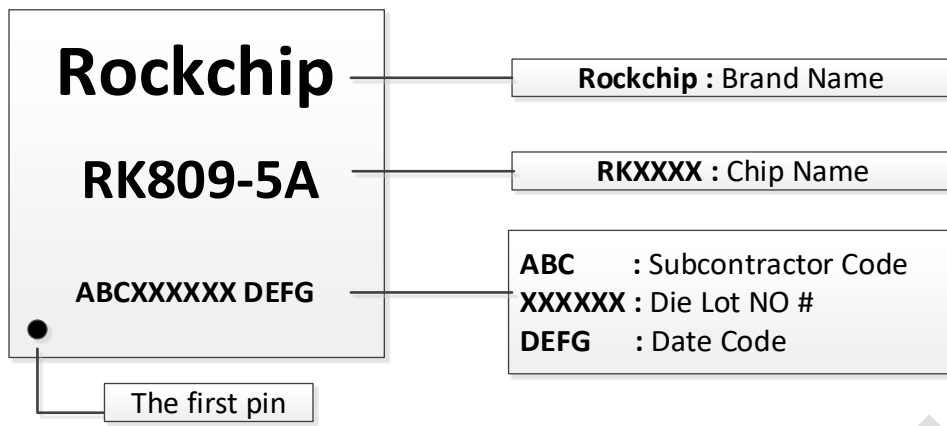 Rockchip
Rockchip : Brand Name
RK809-5A
RKXXXX : Chip Name
ABCXXXXXX DEFG
ABC : Subcontractor Code
XXXXXX : Die Lot NO #
DEFG : Date Code
The first pin